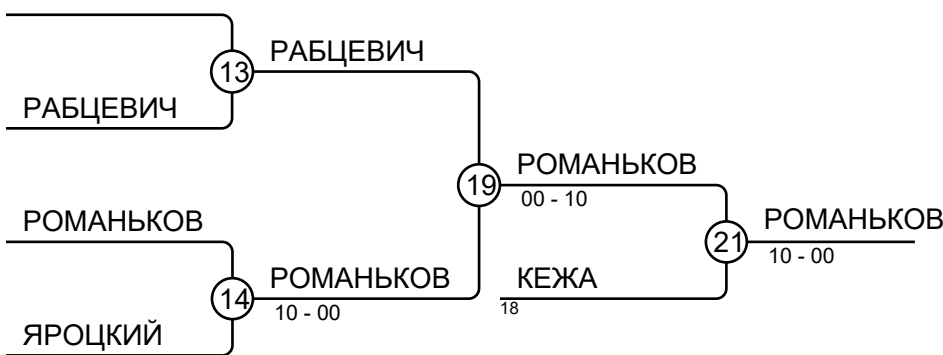 РАБЦЕВИЧ
13
РАБЦЕВИЧ
РОМАНЬКОВ
19
00 - 10
РОМАНЬКОВ
РОМАНЬКОВ
21
10 - 00
РОМАНЬКОВ
14
10 - 00
КЕЖА
18
ЯРОЦКИЙ